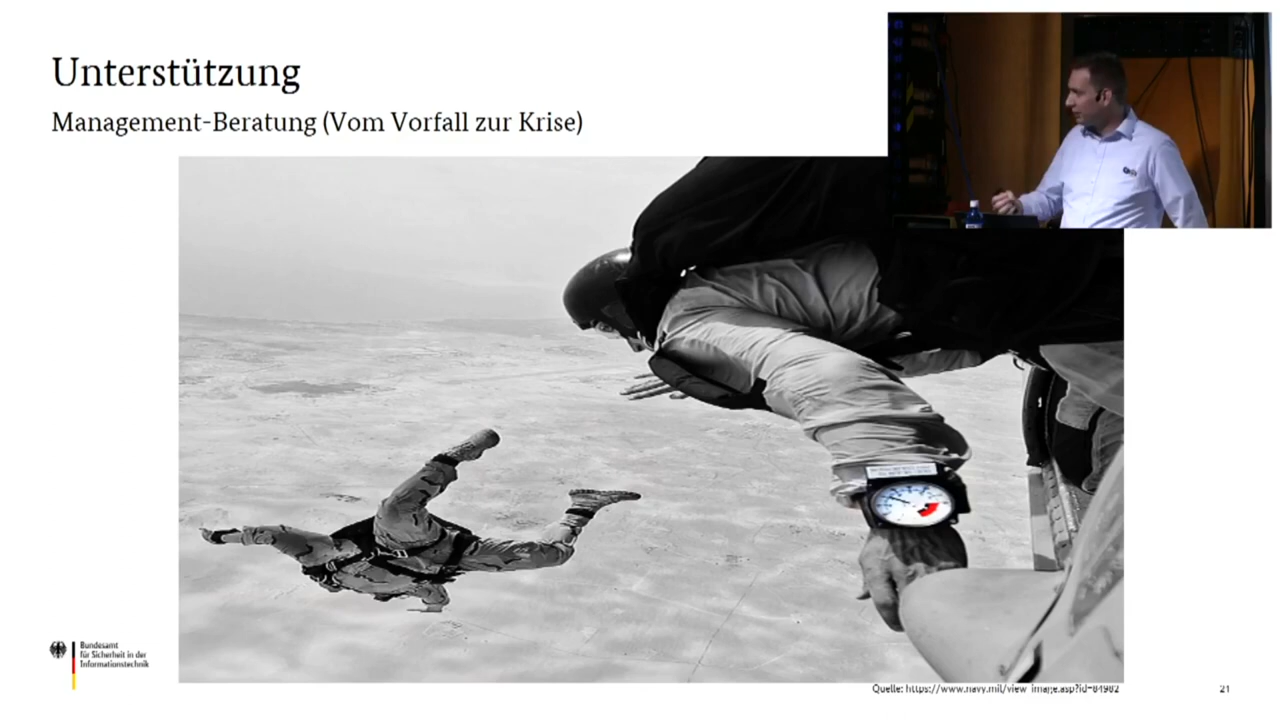 Unterstützung
Management-Beratung (Vom Vorfall zur Krise)
Bundesamt
für Sicherheit in der
Informationstechnik
Quelle: https://www.navy.mil/view_image.asp?id=84982
21